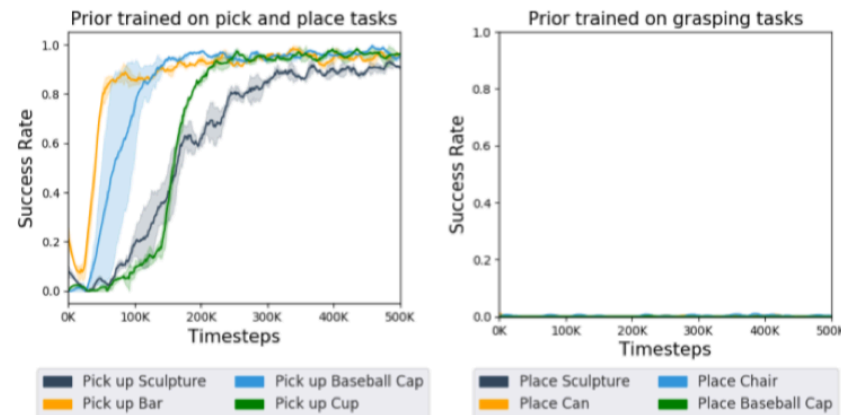 Prior trained on pick and place tasks
1.0
0.8
0.6
0.4
0.2
0.0
Success Rate
0K 100K 200K 300K 400K 500K
Timesteps
Pick up Sculpture Pick up Baseball Cap
Pick up Bar Pick up Cup
Prior trained on grasping tasks
1.0
0.8
0.6
0.4
0.2
0.0
Success Rate
0K 100K 200K 300K 400K 500K
Timesteps
Place Sculpture Place Chair
Place Can Place Baseball Cap